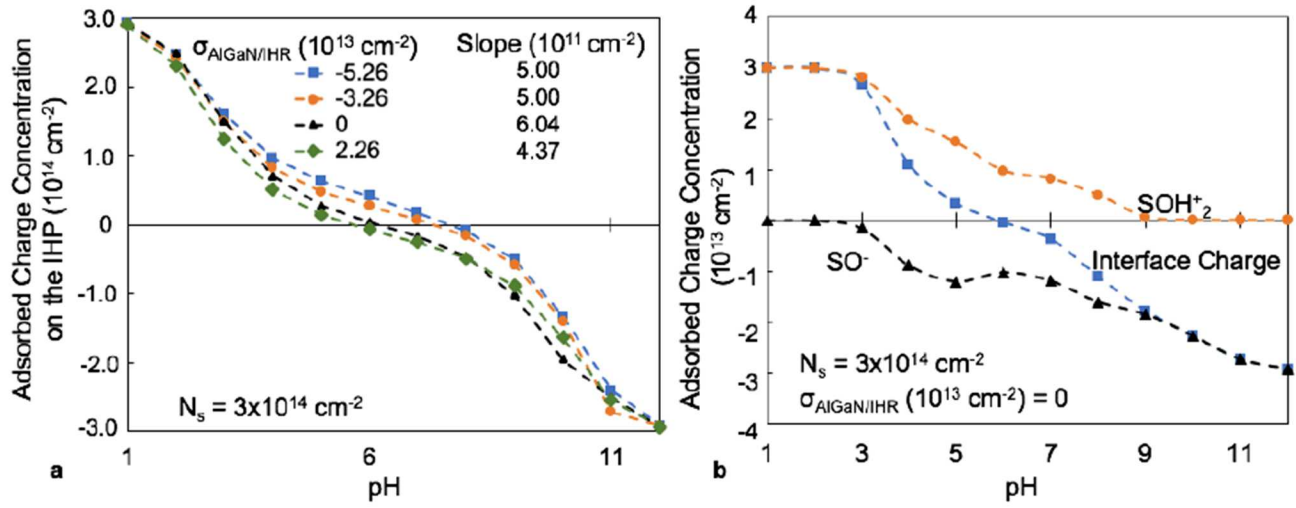 Adsorbed Charge Concentration
on the IHP (10¹⁴ cm⁻²)
3.0
2.0
1.0
0
-1.0
-2.0
-3.0
σAlGaN/IHR (10¹³ cm⁻²) Slope (10¹¹ cm⁻²)
-5.26 5.00
-3.26 5.00
0 6.04
2.26 4.37
Nₛ = 3x10¹⁴ cm⁻²
1 6 11
a
pH
Adsorbed Charge Concentration
(10¹³ cm⁻²)
4
3
2
1
0
-1
-2
-3
-4
SOH⁺₂
SO⁻
Interface Charge
Nₛ = 3x10¹⁴ cm⁻²
σAlGaN/IHR (10¹³ cm⁻²) = 0
1 3 5 7 9 11
b
pH